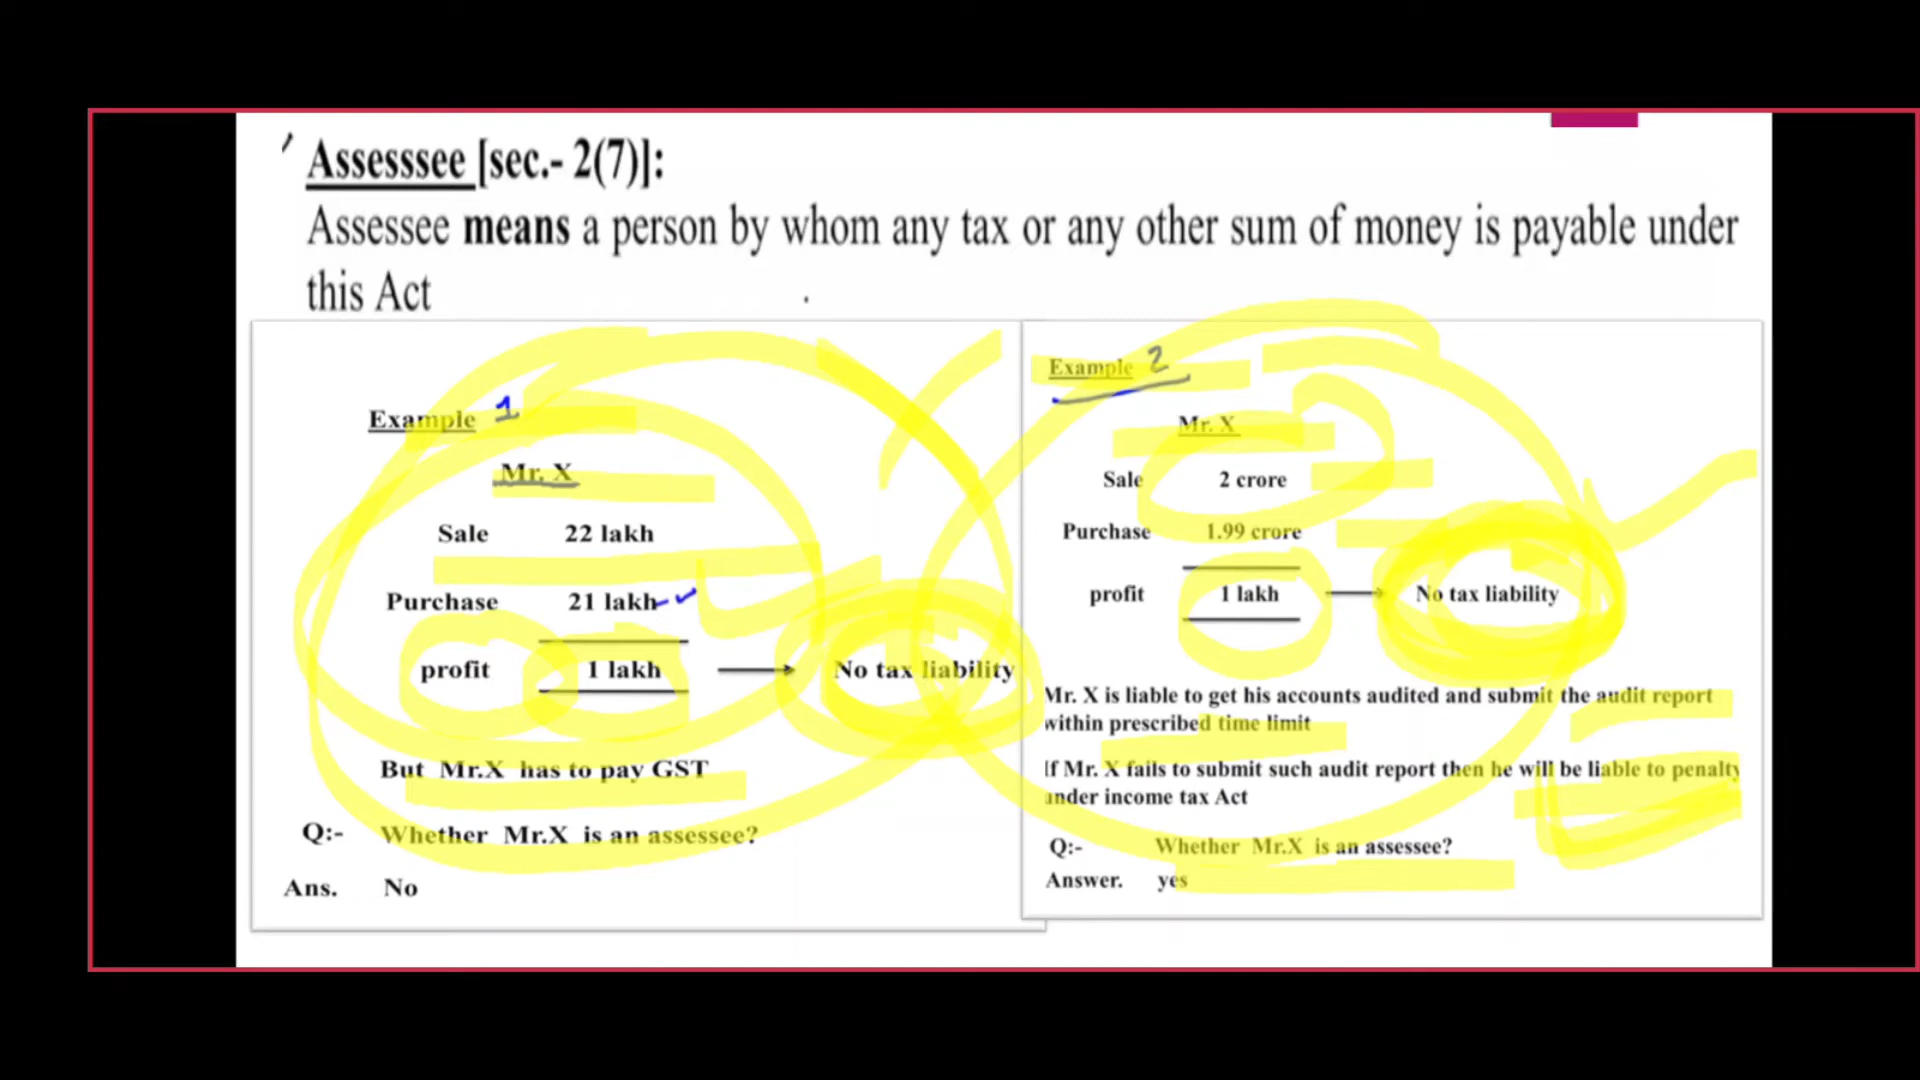 Assesssee [sec.- 2(7)]:
Assessee means a person by whom any tax or any other sum of money is payable under
this Act
Example 1
Mr. X
Sale 22 lakh
Purchase 21 lakh
profit 1 lakh No tax liability
But Mr.X has to pay GST
Q:- Whether Mr.X is an assessee?
Ans. No
Example 2
Mr. X
Sale 2 crore
Purchase 1.99 crore
profit 1 lakh No tax liability
Mr. X is liable to get his accounts audited and submit the audit report
within prescribed time limit
If Mr. X fails to submit such audit report then he will be liable to penalty
under income tax Act
Q:- Whether Mr.X is an assessee?
Answer. yes